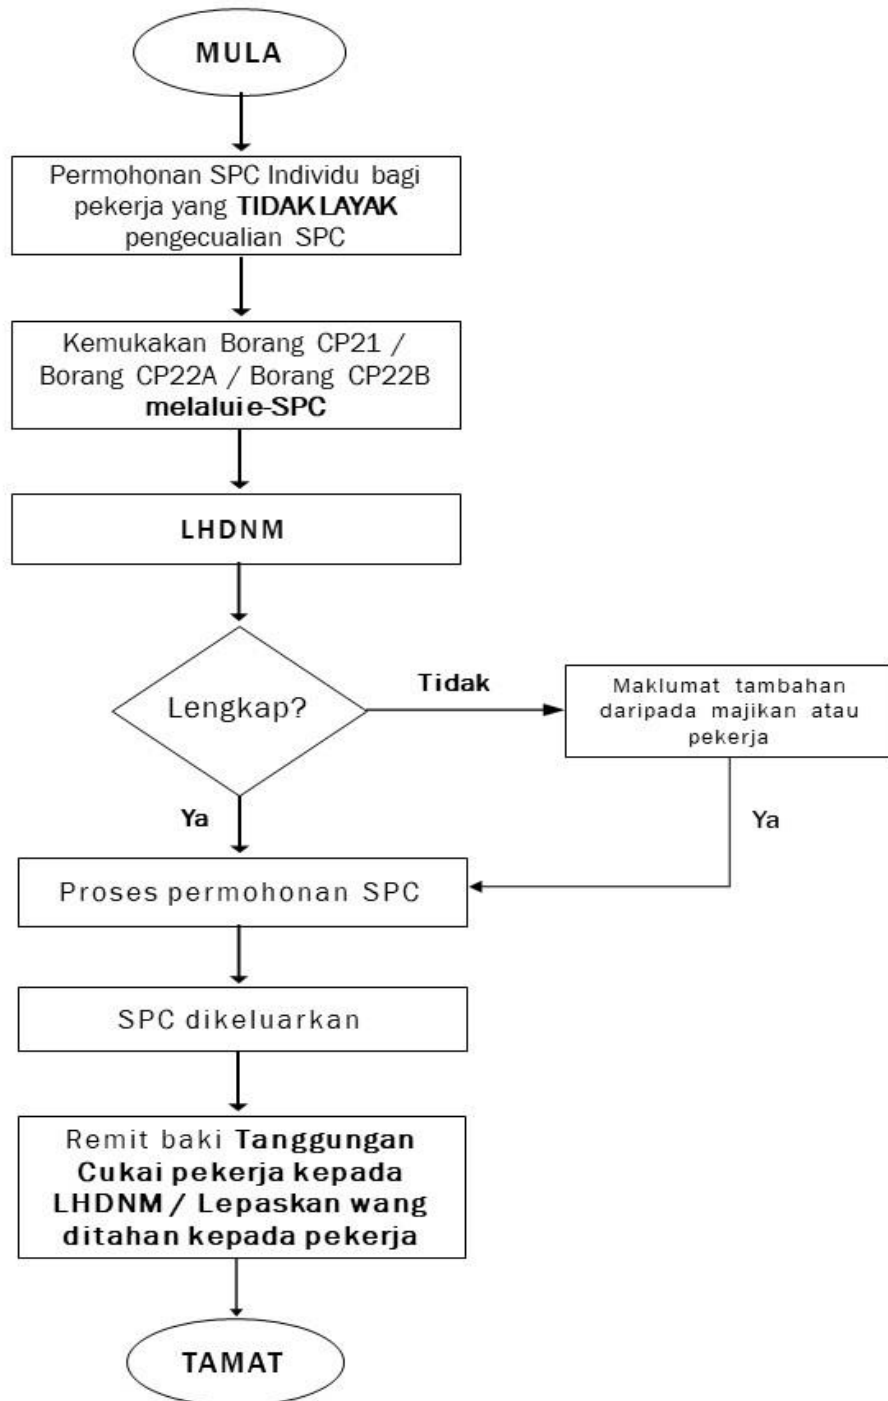 MULA
Permohonan SPC Individu bagi
pekerja yang TIDAK LAYAK
pengecualian SPC
Kemukakan Borang CP21 /
Borang CP22A / Borang CP22B
melalui e-SPC
LHDNM
Lengkap?
Tidak
Maklumat tambahan
daripada majikan atau
pekerja
Ya
Ya
Proses permohonan SPC
SPC dikeluarkan
Remit baki Tanggungan
Cukai pekerja kepada
LHDNM / Lepaskan wang
ditahan kepada pekerja
TAMAT